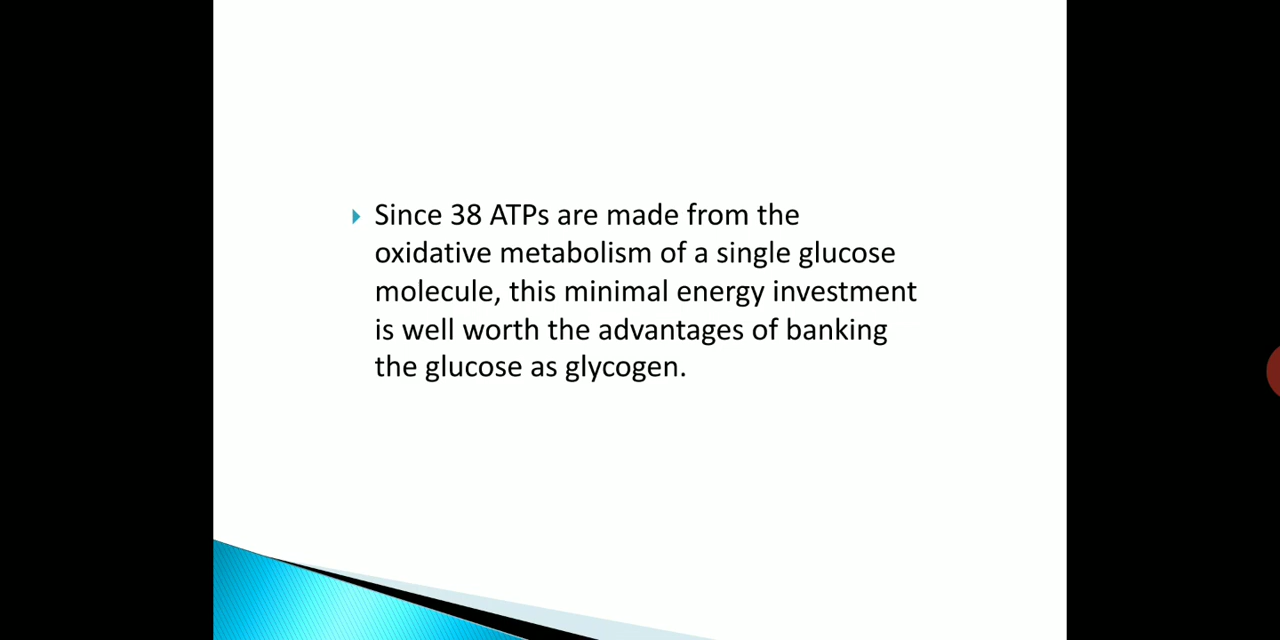 Since 38 ATPs are made from the
oxidative metabolism of a single glucose
molecule, this minimal energy investment
is well worth the advantages of banking
the glucose as glycogen.